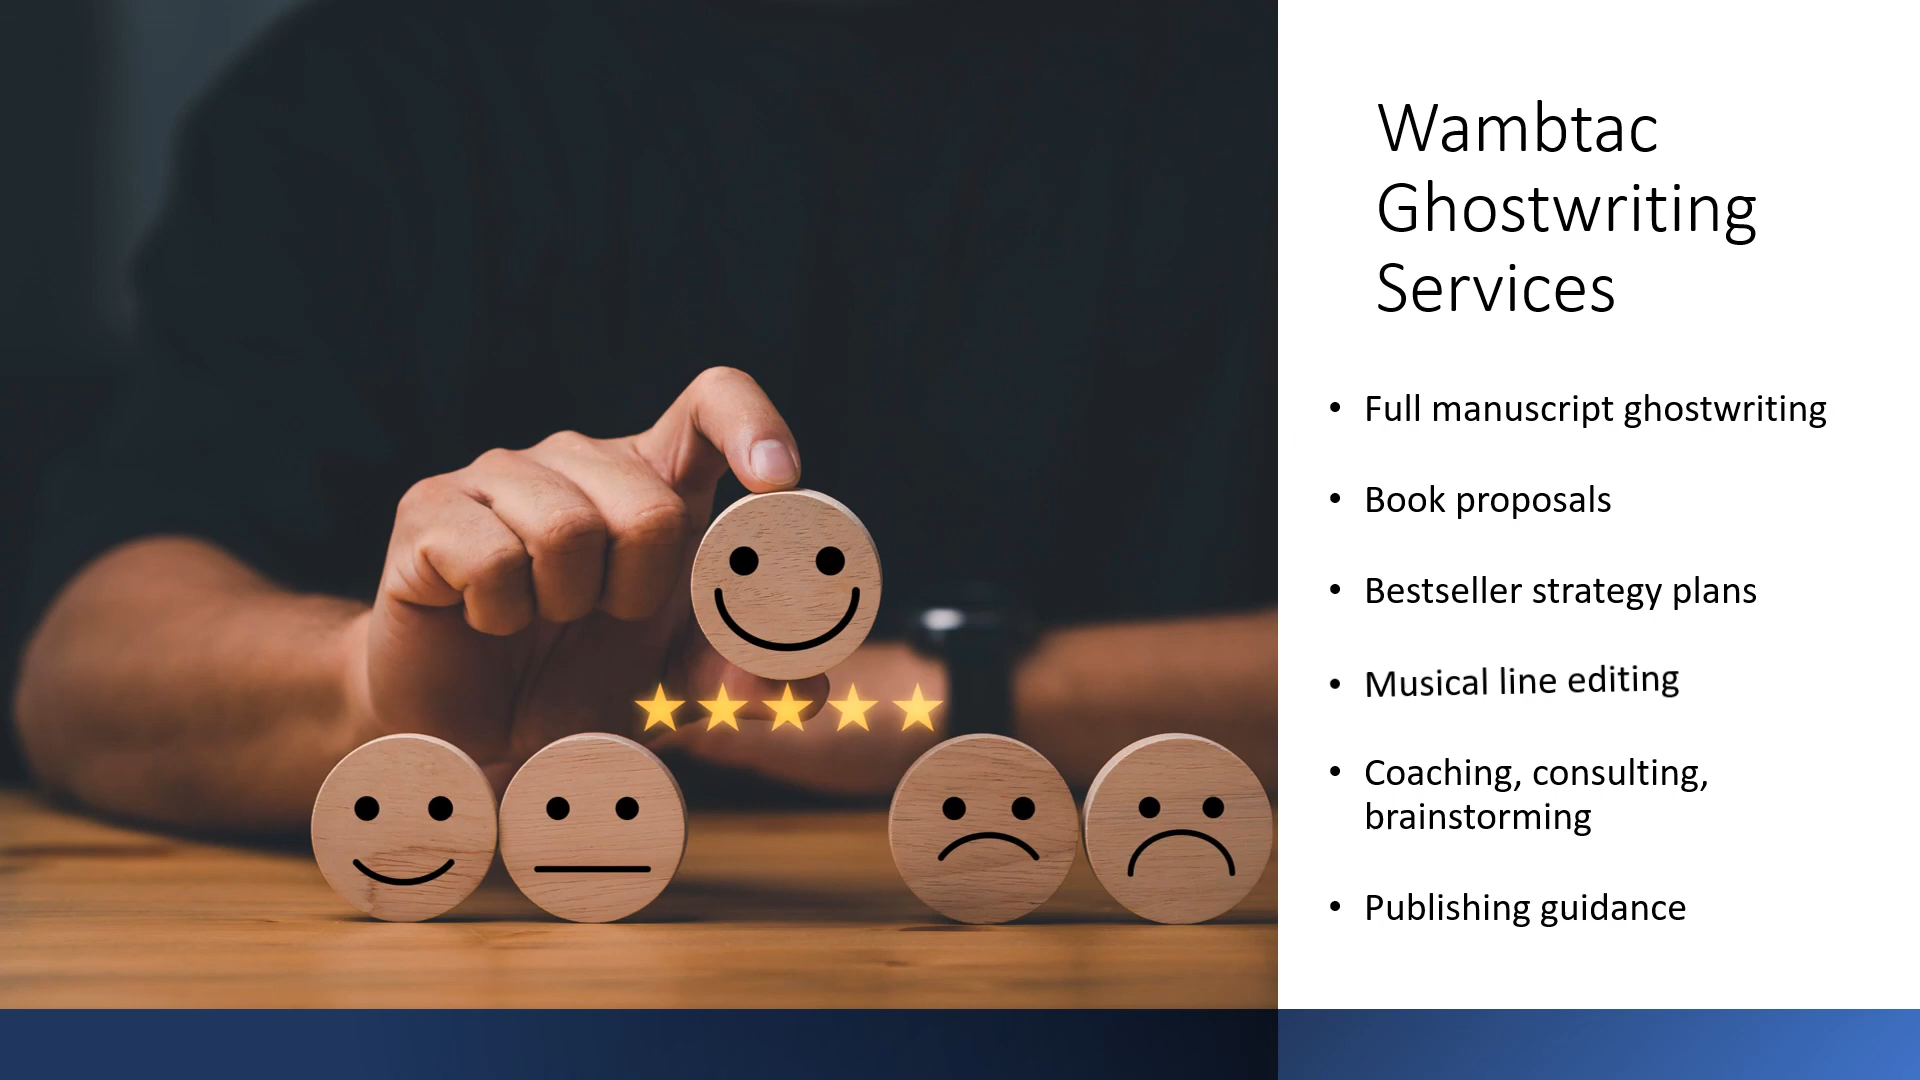 Wambtac
Ghostwriting
Services
• Full manuscript ghostwriting
• Book proposals
• Bestseller strategy plans
• Musical line editing
• Coaching, consulting,
brainstorming
• Publishing guidance